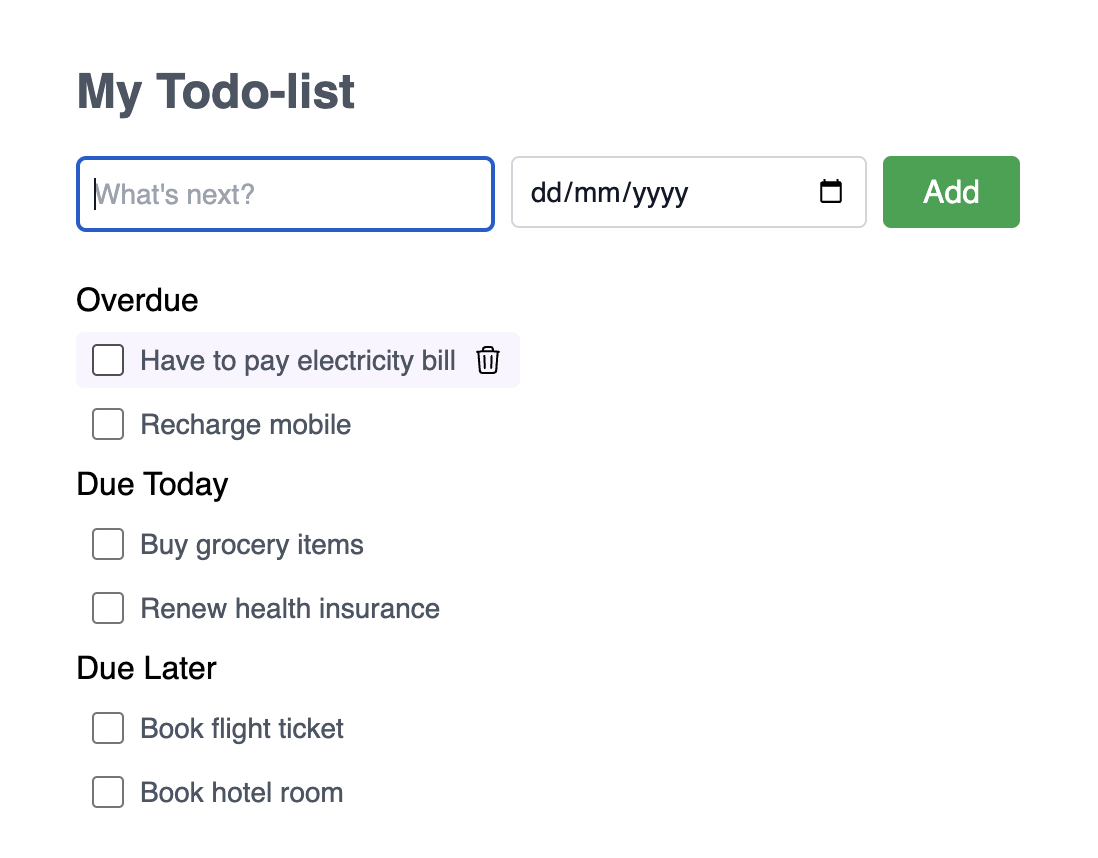 My Todo-list
What's next? dd/mm/yyyy Add
Overdue
Have to pay electricity bill
Recharge mobile
Due Today
Buy grocery items
Renew health insurance
Due Later
Book flight ticket
Book hotel room